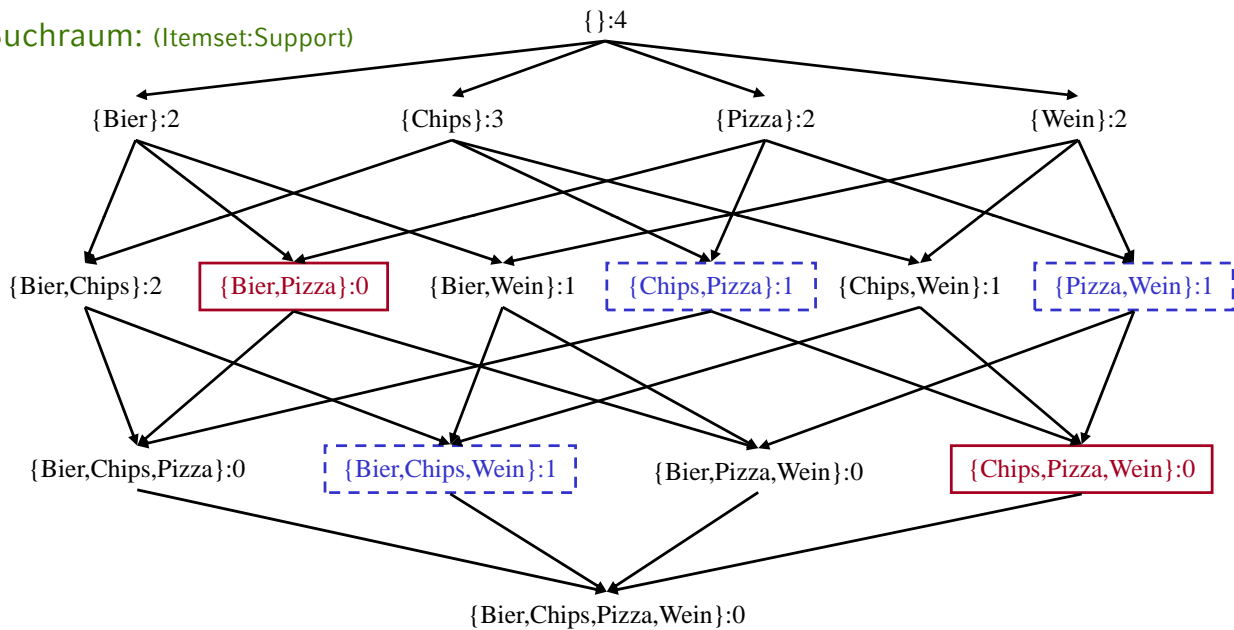 {}:4
uchraum: (Itemset:Support)
{Bier}:2 {Chips}:3 {Pizza}:2 {Wein}:2
{Bier,Chips}:2 {Bier,Pizza}:0 {Bier,Wein}:1 {Chips,Pizza}:1 {Chips,Wein}:1 {Pizza,Wein}:1
{Bier,Chips,Pizza}:0 {Bier,Chips,Wein}:1 {Bier,Pizza,Wein}:0 {Chips,Pizza,Wein}:0
{Bier,Chips,Pizza,Wein}:0